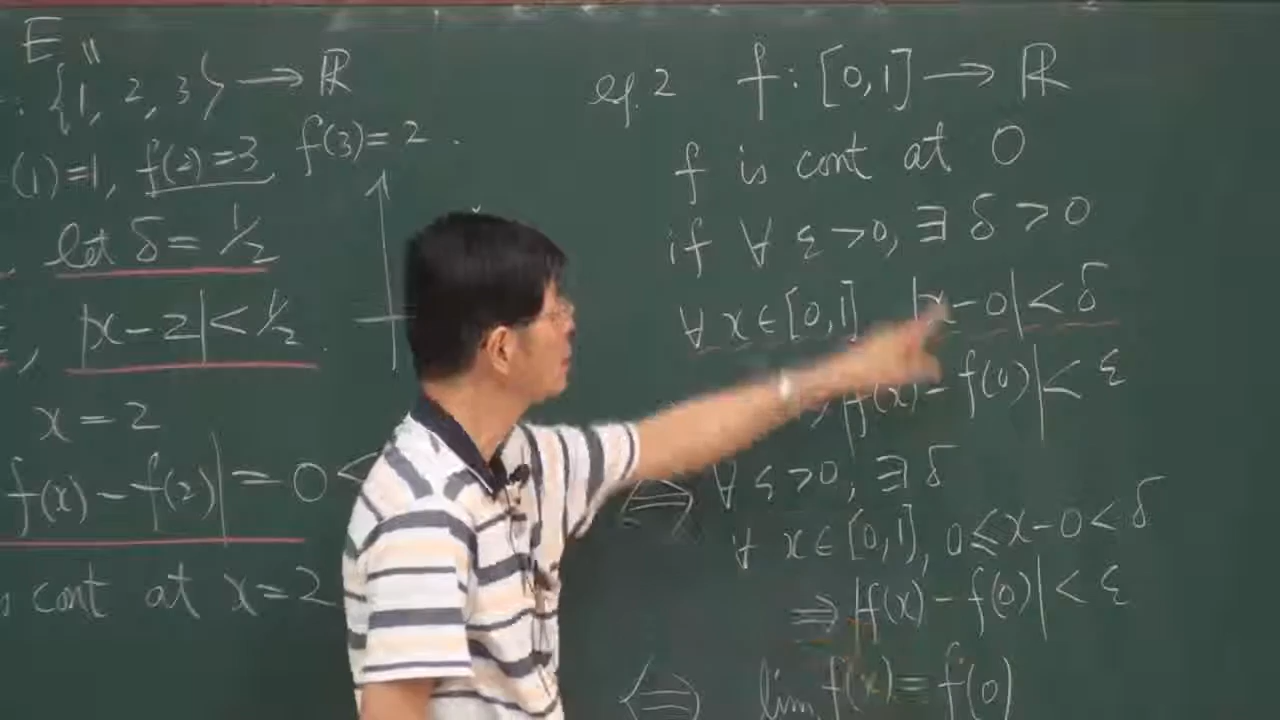 E
: {1, 2, 3} → ℝ
(1)=1, f(2)=3, f(3)=2.
let δ = 1/2
, |x-2| < 1/2.
x = 2
f(x)-f(2)| = 0 <
cont at x=2
eg. 2 f: [0,1] → ℝ
f is cont at 0
if ∀ ε>0, ∃ δ>0
∀ x∈[0,1] |x-0| < δ
|f(x)-f(0)| < ε
⇔ ∀ ε>0, ∃ δ
∀ x∈[0,1], 0≤x-0<δ
⇒ |f(x)-f(0)| < ε
⇔ lim f(x) = f(0)